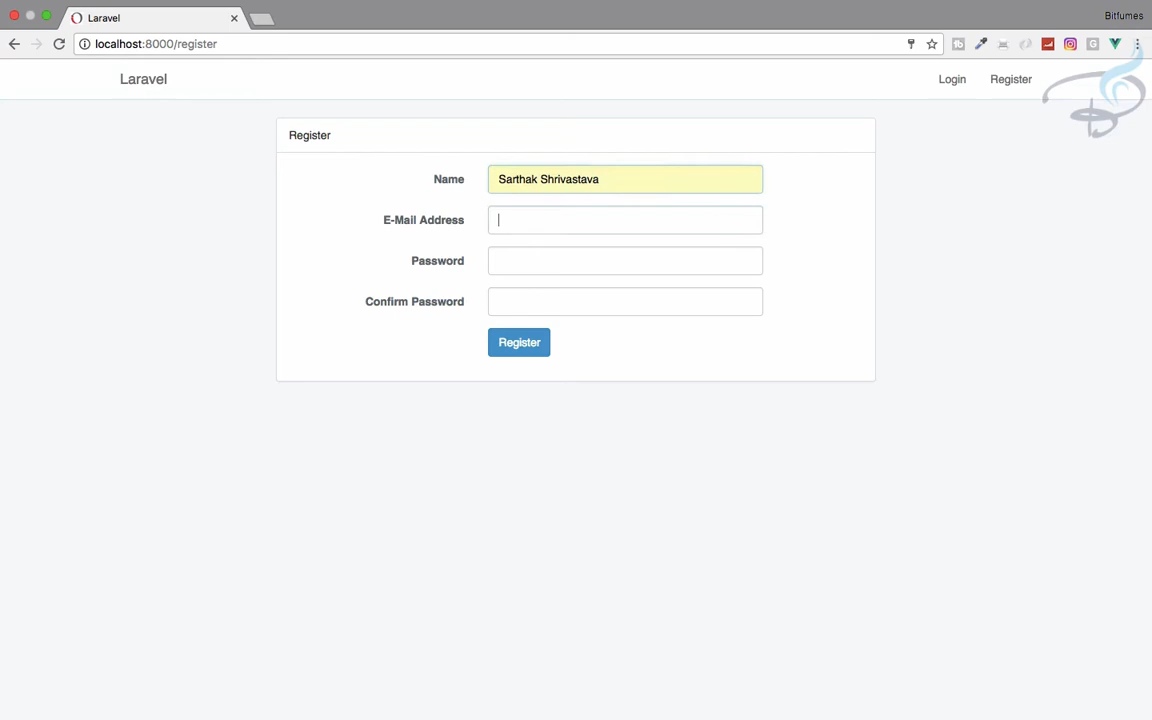 Laravel
Bitfumes
localhost:8000/register
Laravel
Login
Register
Register
Name
Sarthak Shrivastava
E-Mail Address
Password
Confirm Password
Register